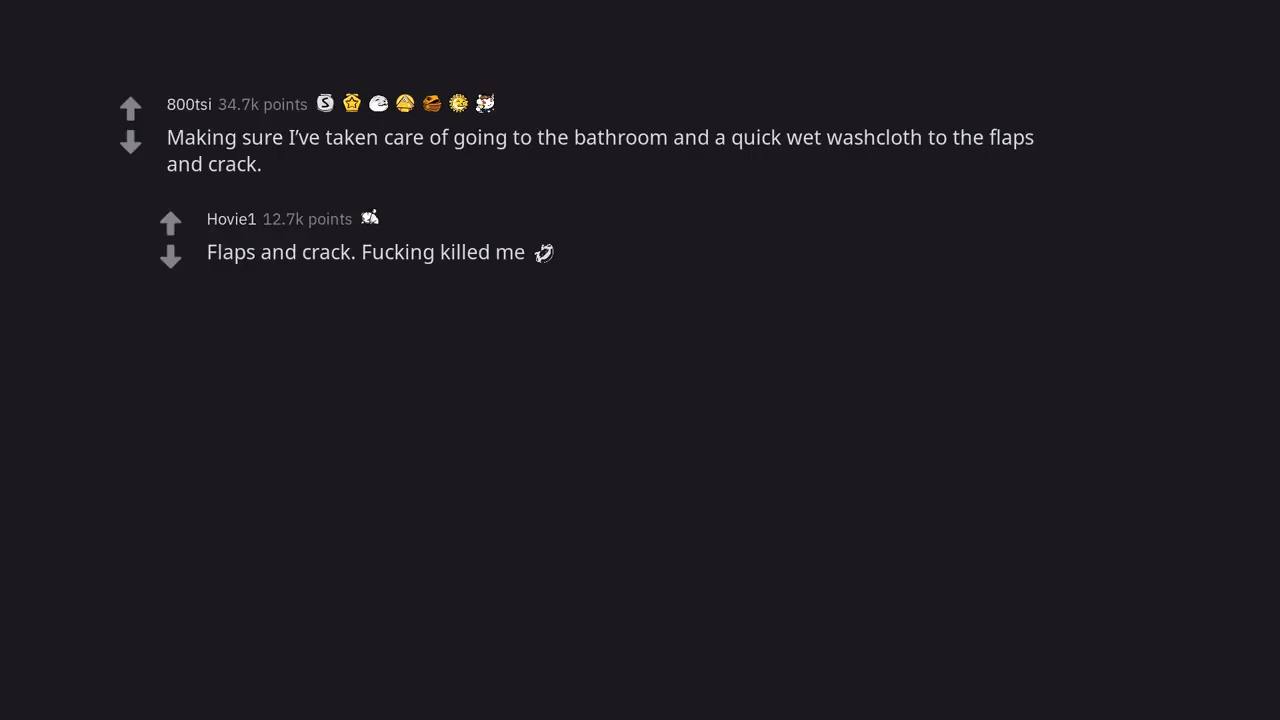 800tsi 34.7k points
Making sure I’ve taken care of going to the bathroom and a quick wet washcloth to the flaps
and crack.
Hovie1 12.7k points
Flaps and crack. Fucking killed me 🤣